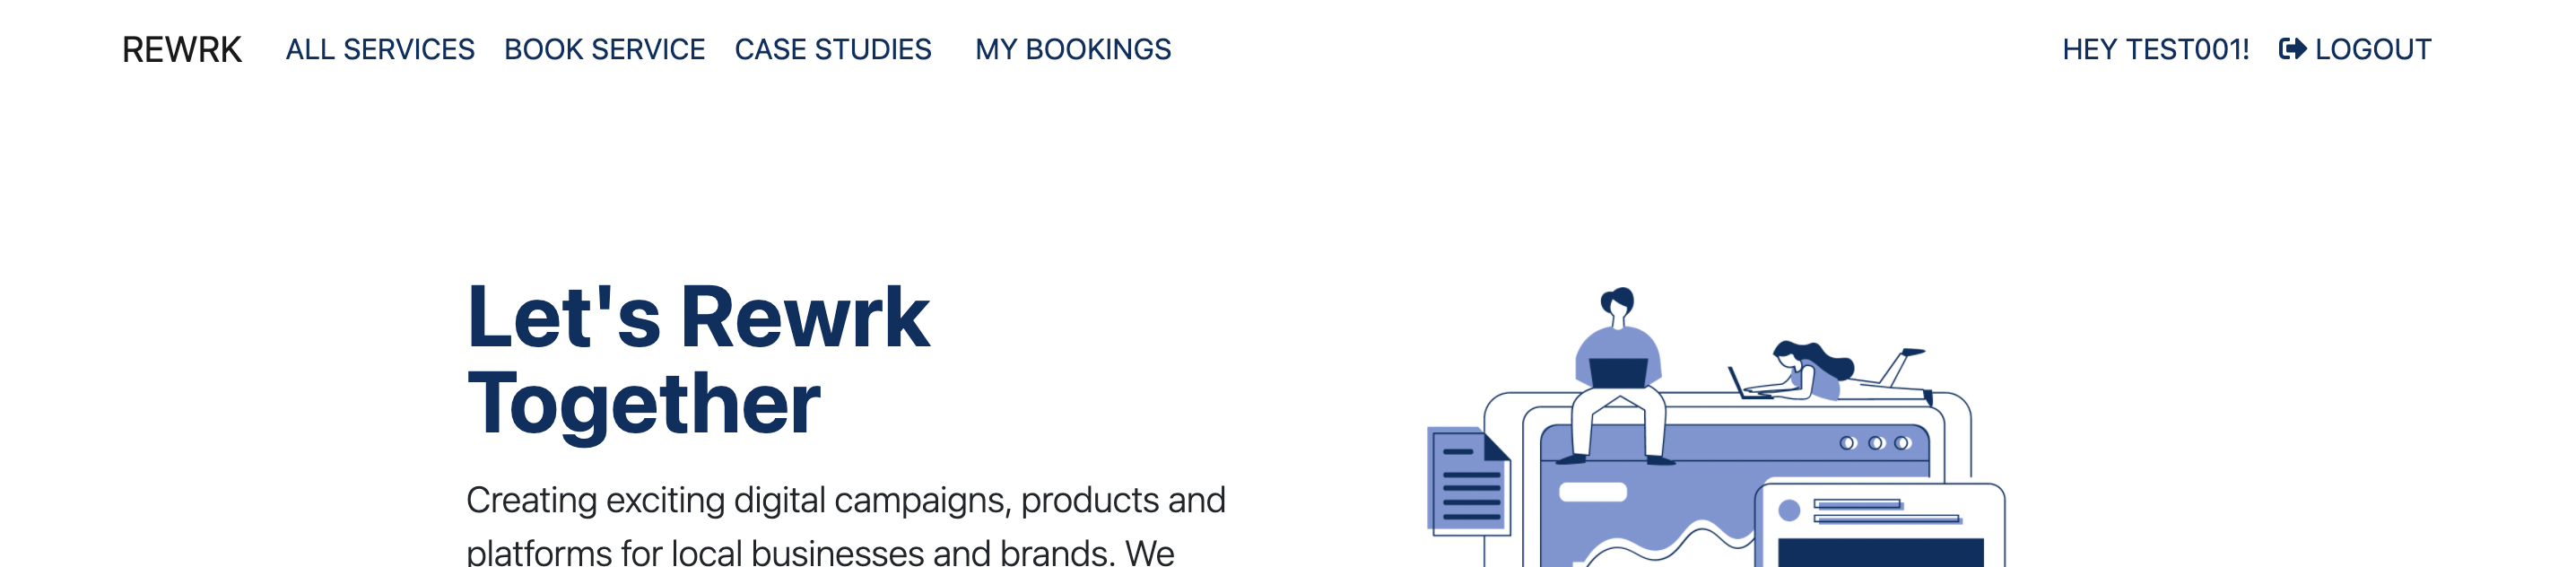 REWRK ALL SERVICES BOOK SERVICE CASE STUDIES MY BOOKINGS HEY TEST001! LOGOUT
Let's Rewrk
Together
Creating exciting digital campaigns, products and
platforms for local businesses and brands. We